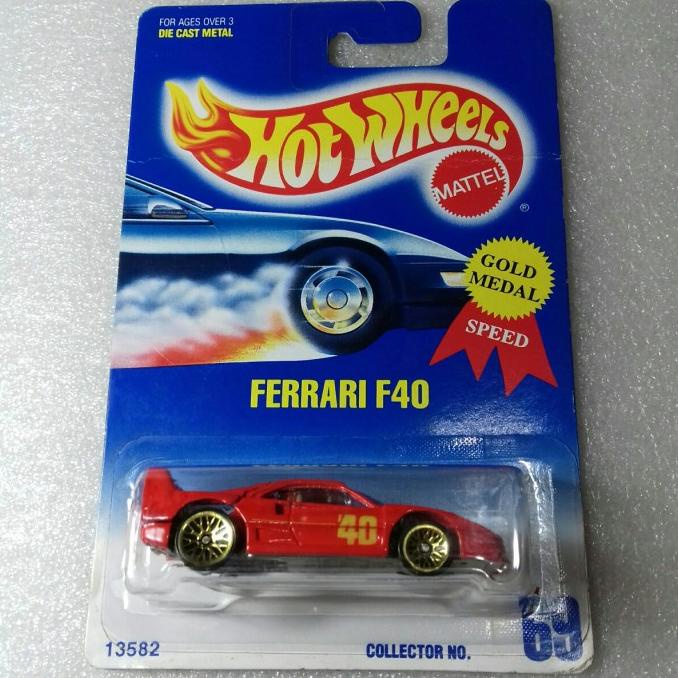 FOR AGES OVER 3
DIE CAST METAL
HOT WHEELS
MATTEL
®
GOLD
MEDAL
SPEED
FERRARI F40
40
13582
COLLECTOR NO.
69